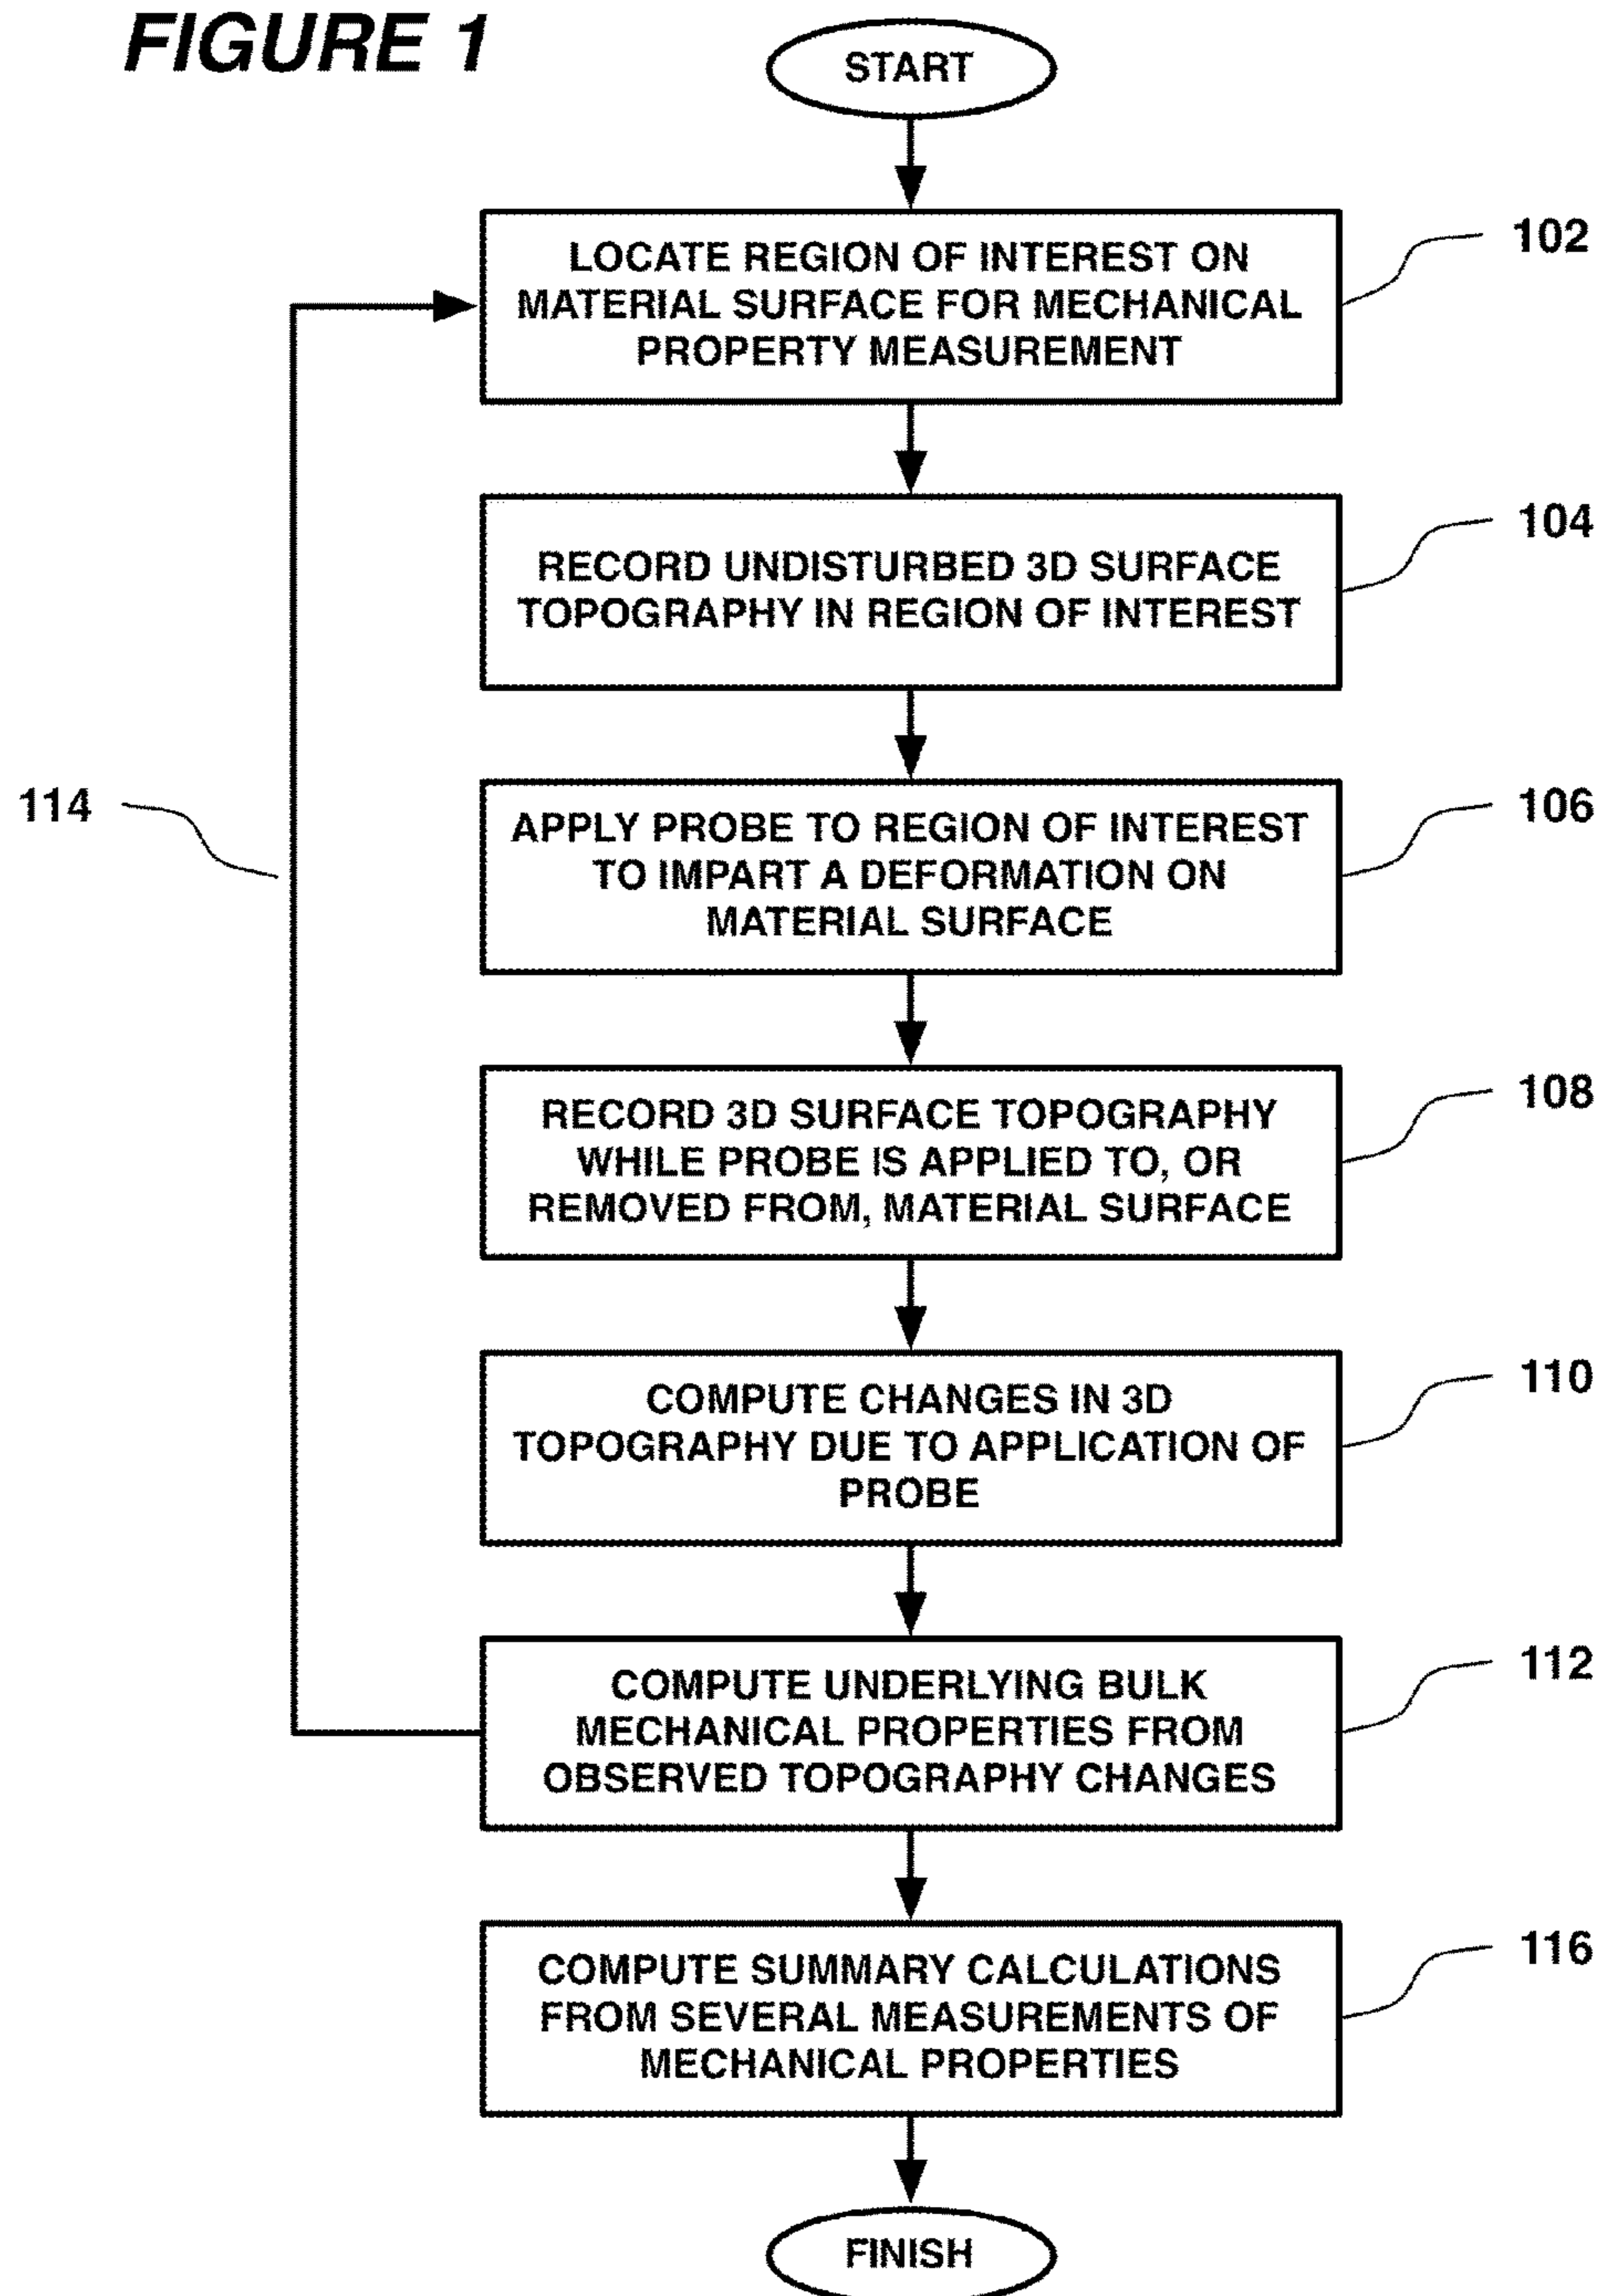 FIGURE 1
START
LOCATE REGION OF INTEREST ON
MATERIAL SURFACE FOR MECHANICAL
PROPERTY MEASUREMENT
102
RECORD UNDISTURBED 3D SURFACE
TOPOGRAPHY IN REGION OF INTEREST
104
APPLY PROBE TO REGION OF INTEREST
TO IMPART A DEFORMATION ON
MATERIAL SURFACE
106
114
RECORD 3D SURFACE TOPOGRAPHY
WHILE PROBE IS APPLIED TO, OR
REMOVED FROM, MATERIAL SURFACE
108
COMPUTE CHANGES IN 3D
TOPOGRAPHY DUE TO APPLICATION OF
PROBE
110
COMPUTE UNDERLYING BULK
MECHANICAL PROPERTIES FROM
OBSERVED TOPOGRAPHY CHANGES
112
COMPUTE SUMMARY CALCULATIONS
FROM SEVERAL MEASUREMENTS OF
MECHANICAL PROPERTIES
116
FINISH